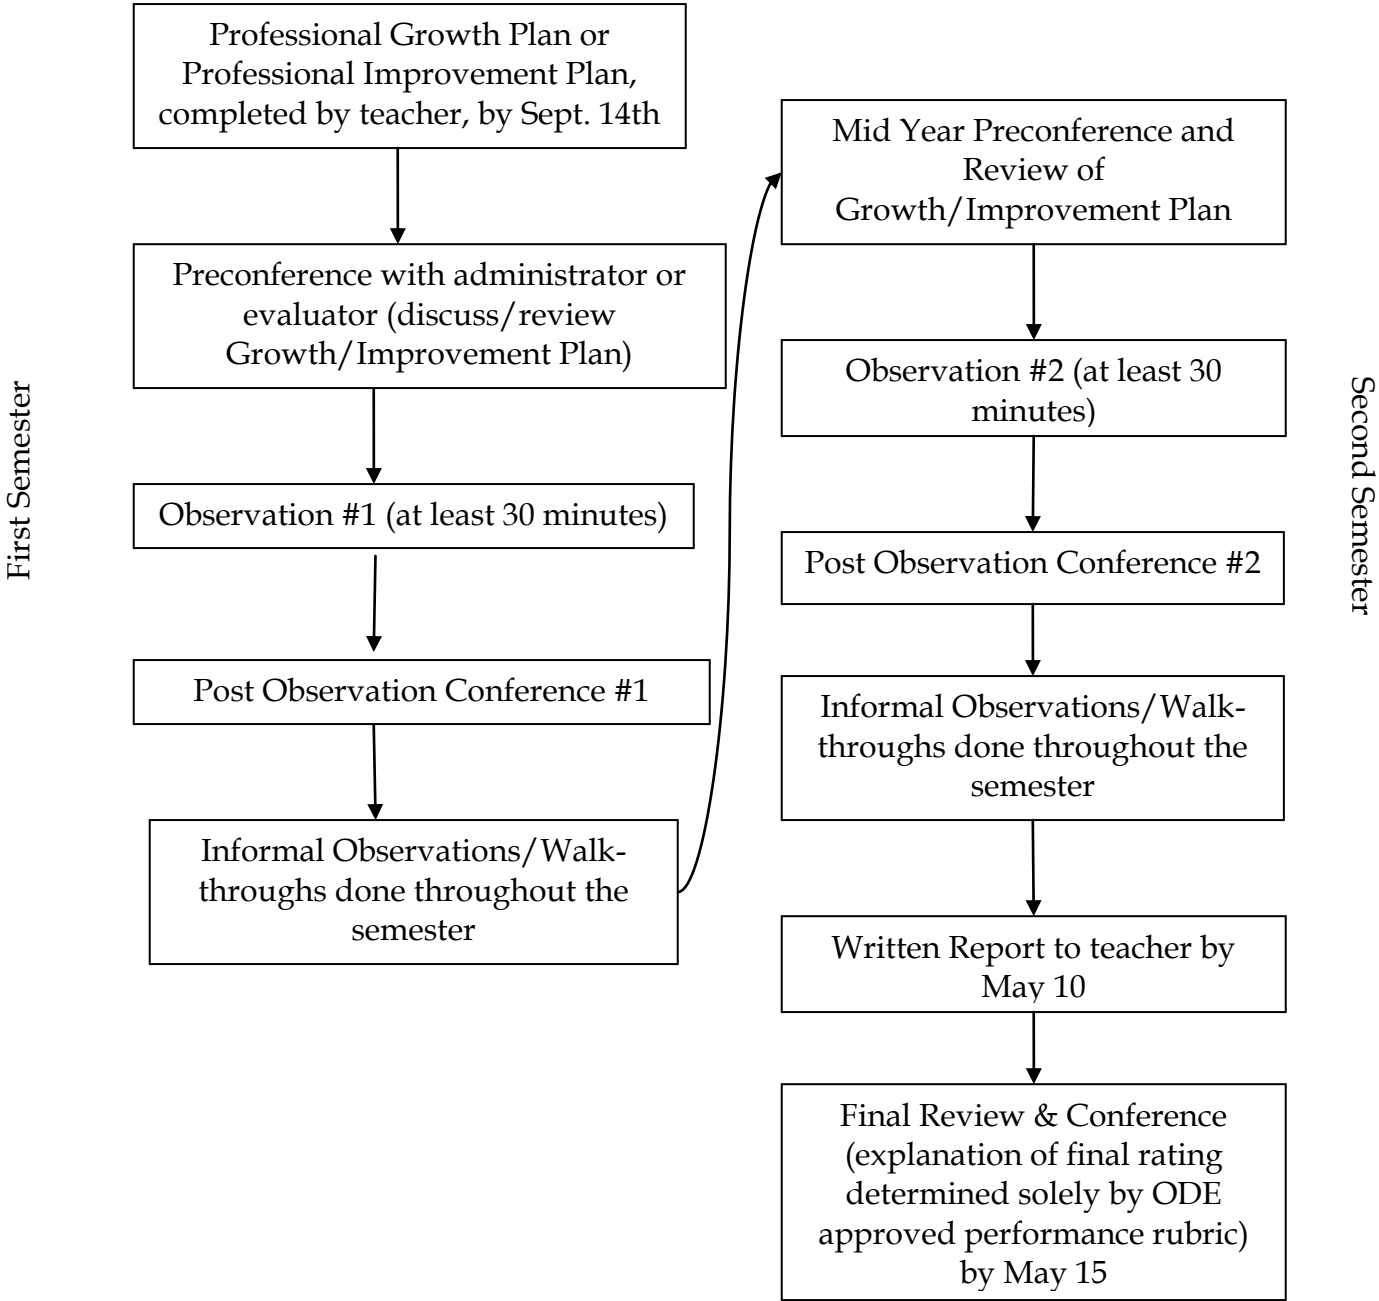 First Semester
Professional Growth Plan or
Professional Improvement Plan,
completed by teacher, by Sept. 14th
Preconference with administrator or
evaluator (discuss/review
Growth/Improvement Plan)
Observation #1 (at least 30 minutes)
Post Observation Conference #1
Informal Observations/Walk-
throughs done throughout the
semester
Mid Year Preconference and
Review of
Growth/Improvement Plan
Observation #2 (at least 30
minutes)
Post Observation Conference #2
Informal Observations/Walk-
throughs done throughout the
semester
Written Report to teacher by
May 10
Final Review & Conference
(explanation of final rating
determined solely by ODE
approved performance rubric)
by May 15
Second Semester